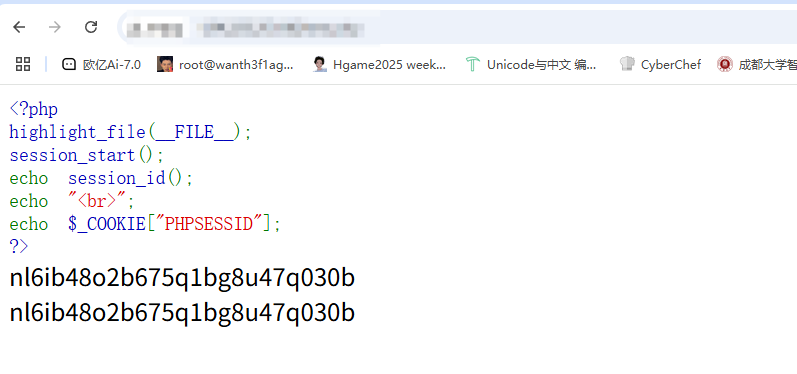 欧亿Ai-7.0 root@wanth3f1ag... Hgame2025 week... Unicode与中文 编... CyberChef 成都大学智
<?php
highlight_file(__FILE__);
session_start();
echo session_id();
echo "<br>";
echo $_COOKIE["PHPSESSID"];
?>
nl6ib48o2b675q1bg8u47q030b
nl6ib48o2b675q1bg8u47q030b